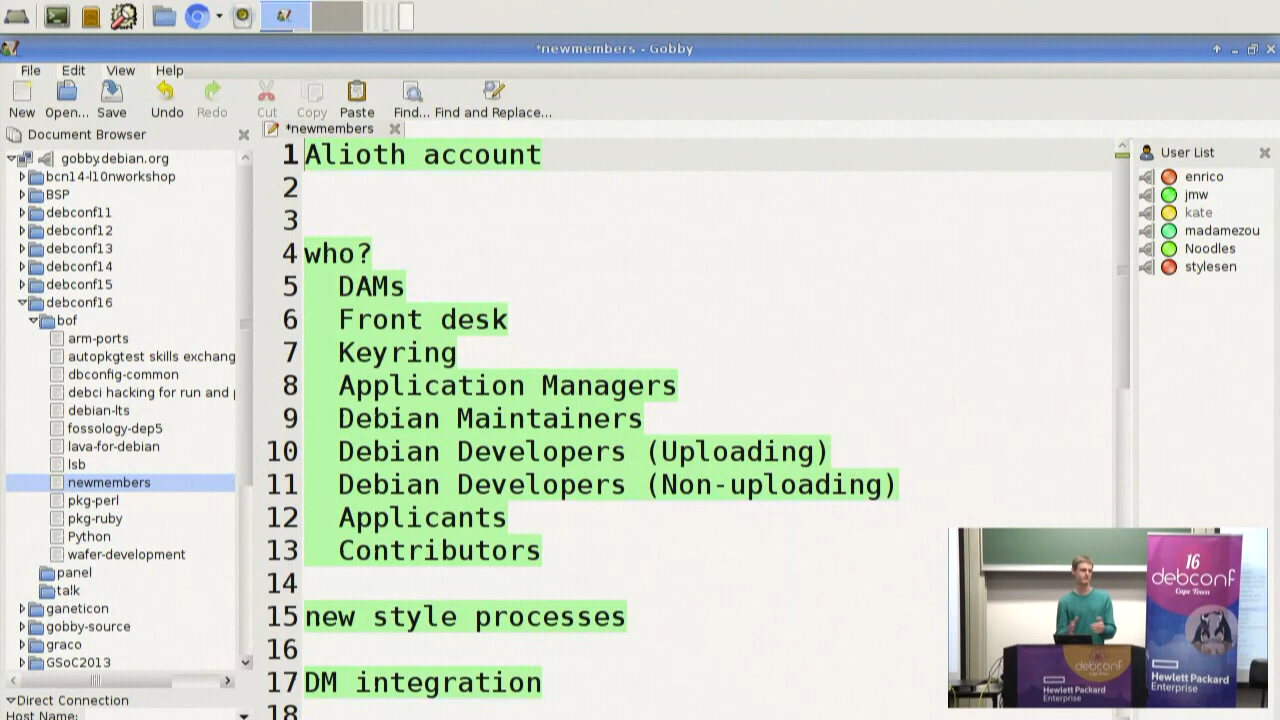 *newmembers - Gobby
File Edit View Help
New Open... Save Undo Redo Cut Copy Paste Find... Find and Replace...
Document Browser
*newmembers
User List
gobby.debian.org
bcn14-l10nworkshop
BSP
debconf11
debconf12
debconf13
debconf14
debconf15
debconf16
bof
arm-ports
autopkgtest skills exchang
dbconfig-common
debci hacking for run and
debian-lts
fossology-dep5
lava-for-debian
lsb
newmembers
pkg-perl
pkg-ruby
Python
wafer-development
panel
talk
ganeticon
gobby-source
graco
GSoC2013
Direct Connection
Host Name:
1 Alioth account
2
3
4 who?
5 DAMs
6 Front desk
7 Keyring
8 Application Managers
9 Debian Maintainers
10 Debian Developers (Uploading)
11 Debian Developers (Non-uploading)
12 Applicants
13 Contributors
14
15 new style processes
16
17 DM integration
18
enrico
jmw
kate
madamezou
Noodles
stylesen
16
debconf
Cape Town
Hewlett Packard
Enterprise
16
debconf
Hewlett Packard
Enterprise